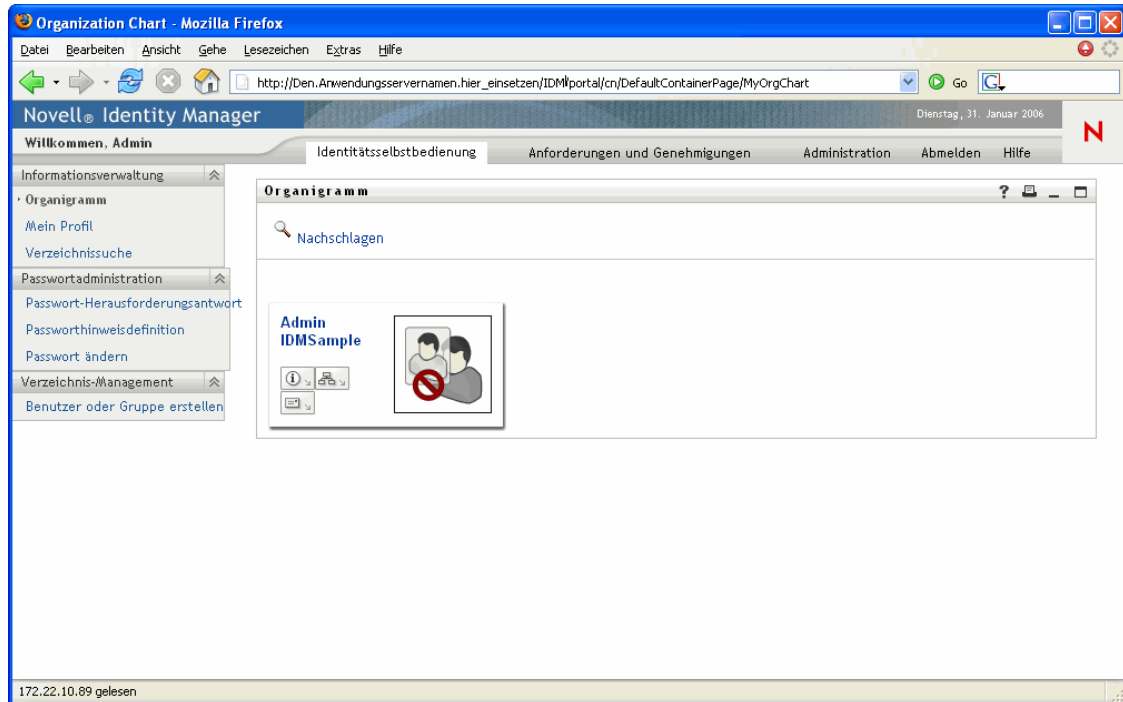 Organization Chart - Mozilla Firefox
Datei Bearbeiten Ansicht Gehe Lesezeichen Extras Hilfe
http://Den.Anwendungsservernamen.hier_einsetzen/IDM/portal/cn/DefaultContainerPage/MyOrgChart Go G
Novell® Identity Manager Dienstag, 31. Januar 2006
N
Willkommen, Admin
Identitätsselbstbedienung Anforderungen und Genehmigungen Administration Abmelden Hilfe
Informationsverwaltung
Organigramm
Mein Profil
Verzeichnissuche
Passwortadministration
Passwort-Herausforderungsantwort
Passworthinweisdefinition
Passwort ändern
Verzeichnis-Management
Benutzer oder Gruppe erstellen
Organigramm ?
Nachschlagen
Admin
IDMSample
172.22.10.89 gelesen